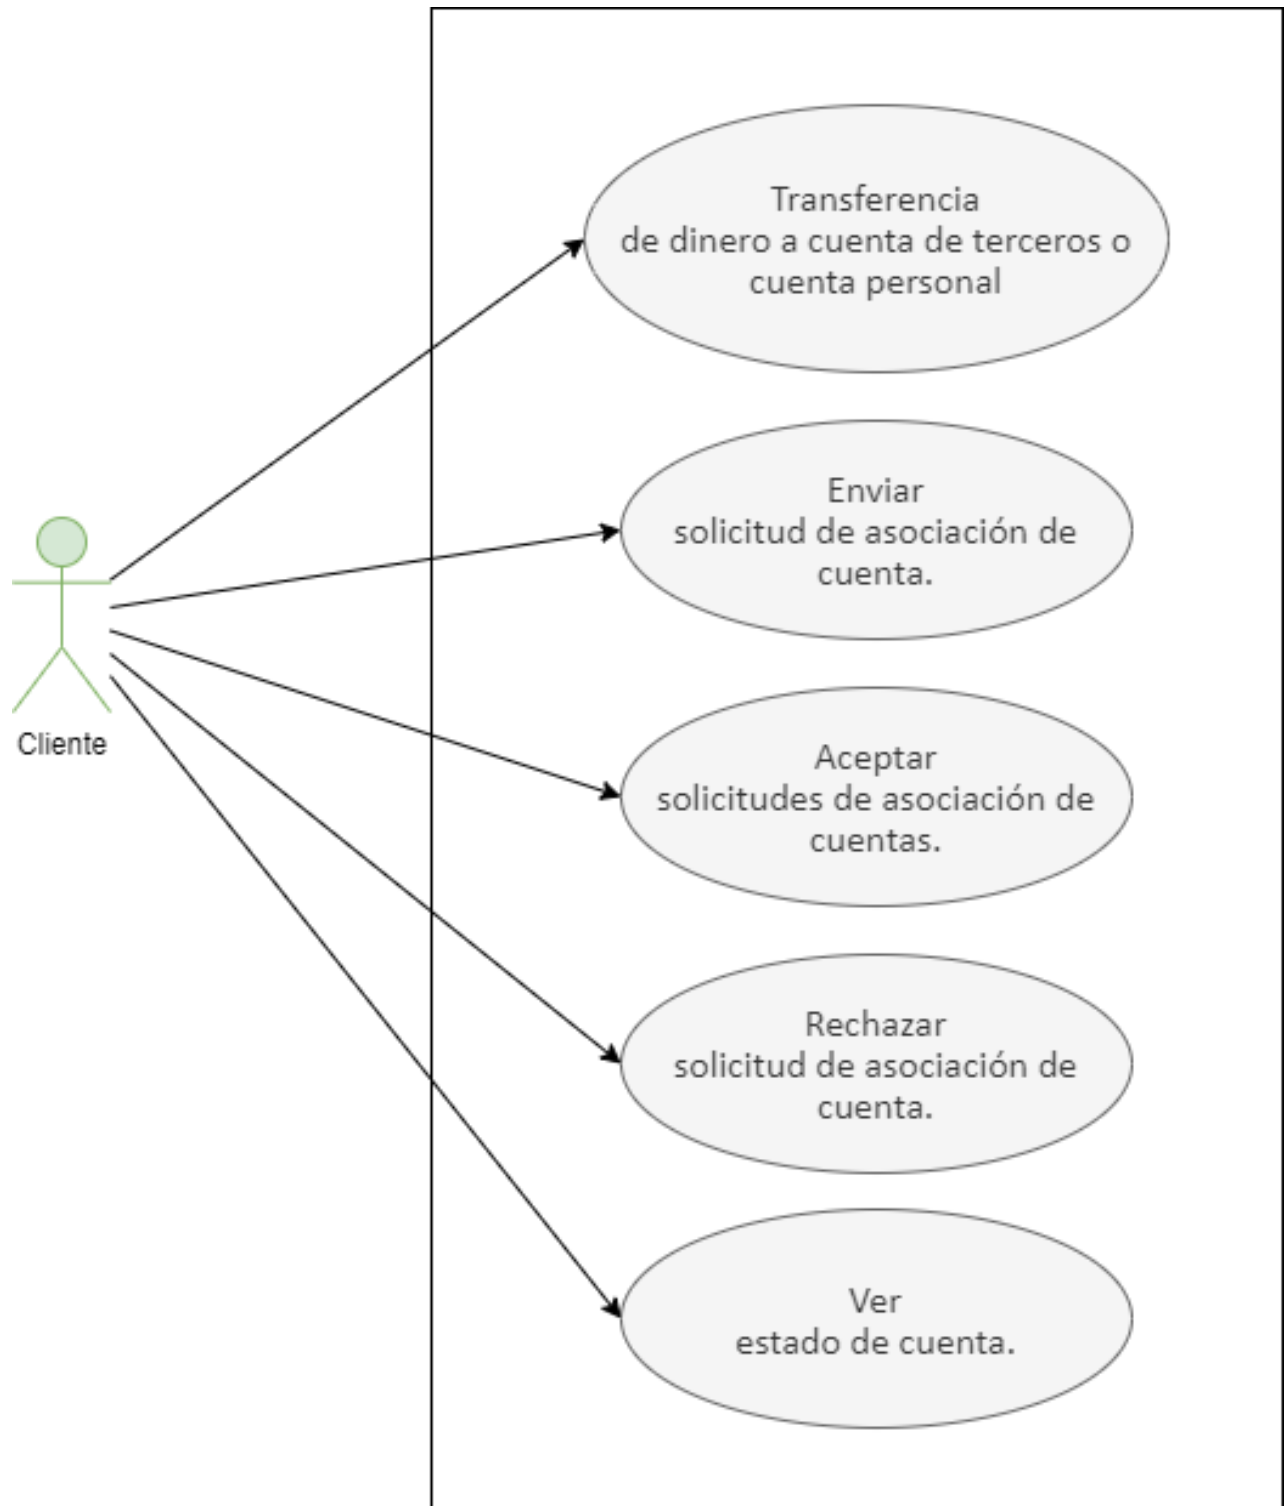 Transferencia
de dinero a cuenta de terceros o
cuenta personal
Enviar
solicitud de asociación de
cuenta.
Cliente
Aceptar
solicitudes de asociación de
cuentas.
Rechazar
solicitud de asociación de
cuenta.
Ver
estado de cuenta.